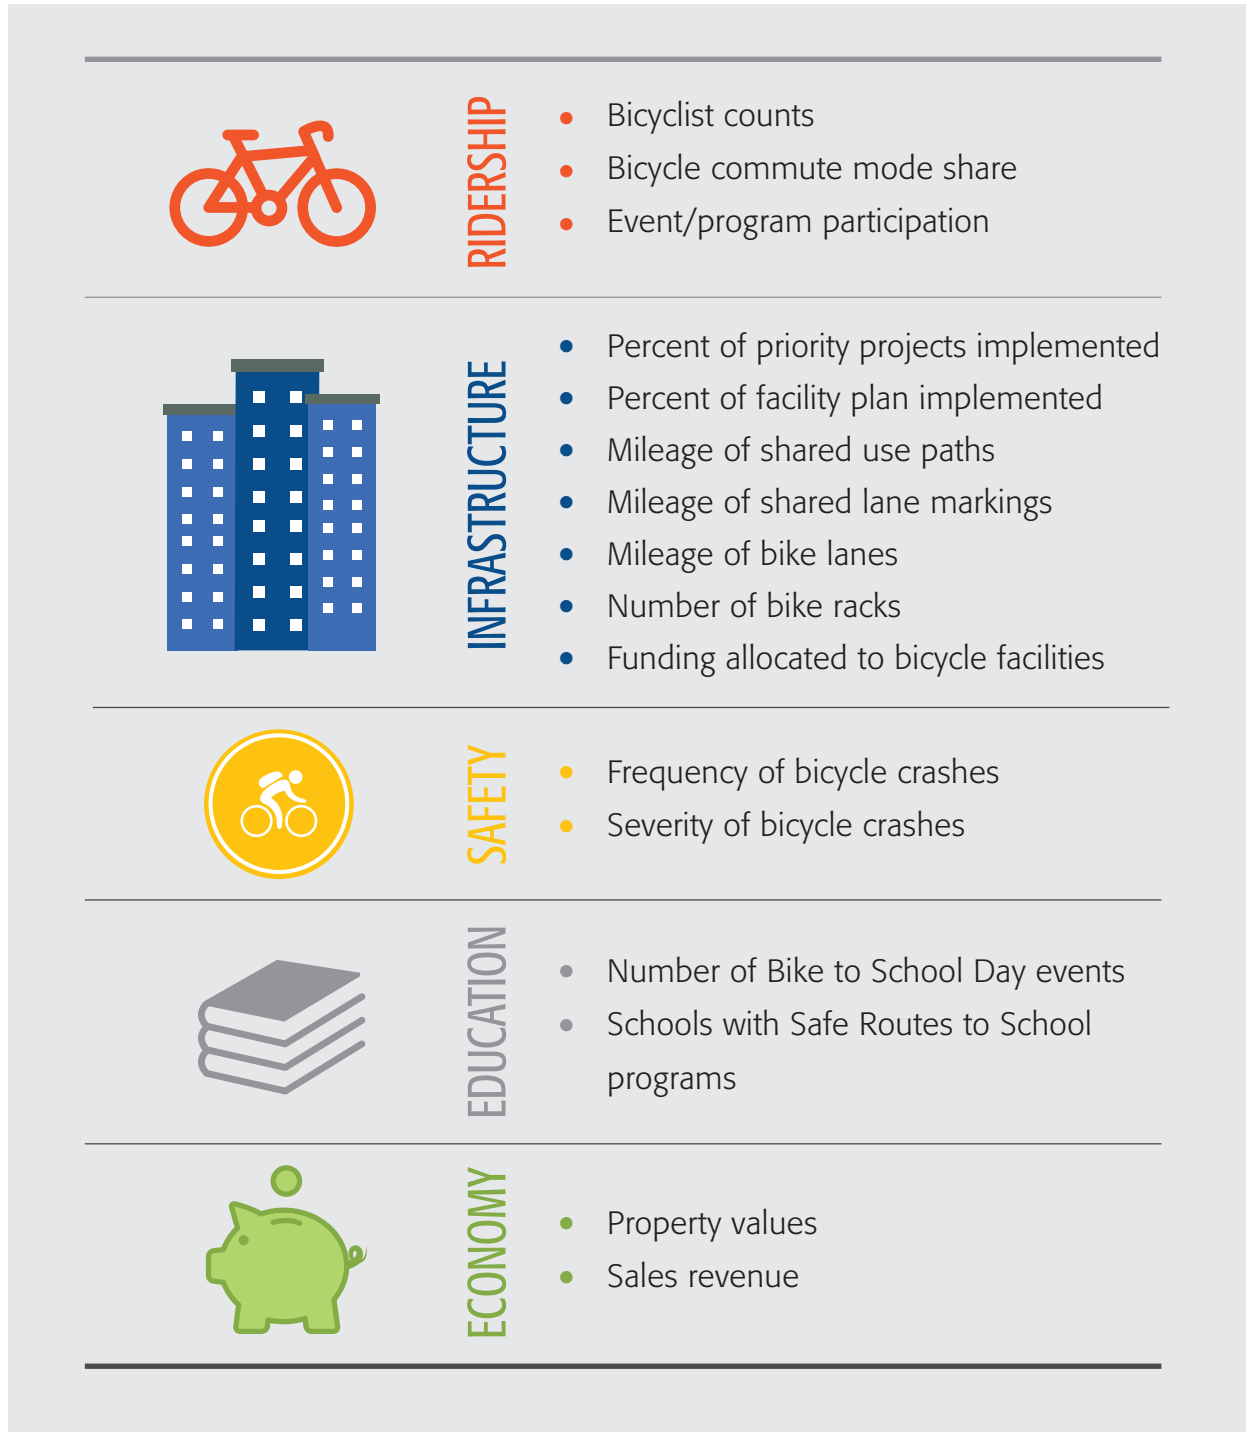 RIDERSHIP
• Bicyclist counts
• Bicycle commute mode share
• Event/program participation
INFRASTRUCTURE
• Percent of priority projects implemented
• Percent of facility plan implemented
• Mileage of shared use paths
• Mileage of shared lane markings
• Mileage of bike lanes
• Number of bike racks
• Funding allocated to bicycle facilities
SAFETY
• Frequency of bicycle crashes
• Severity of bicycle crashes
EDUCATION
• Number of Bike to School Day events
• Schools with Safe Routes to School
programs
ECONOMY
• Property values
• Sales revenue